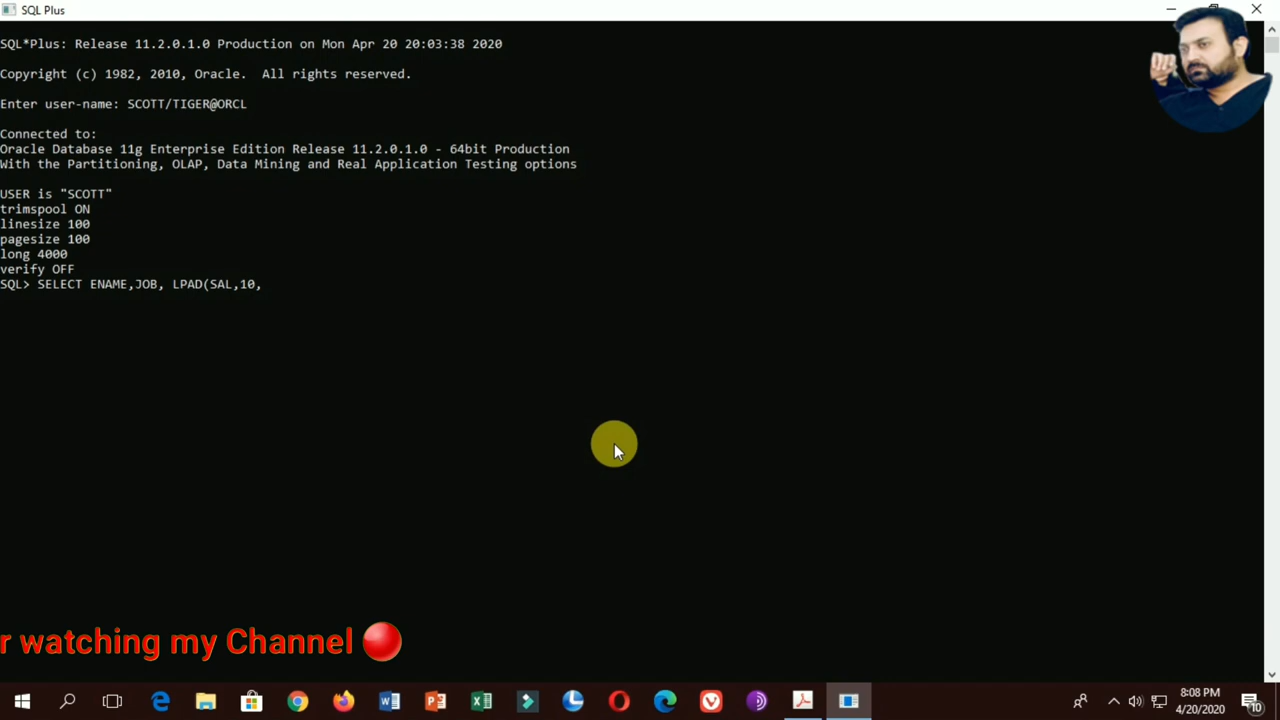 SQL Plus
SQL*Plus: Release 11.2.0.1.0 Production on Mon Apr 20 20:03:38 2020
Copyright (c) 1982, 2010, Oracle.  All rights reserved.
Enter user-name: SCOTT/TIGER@ORCL
Connected to:
Oracle Database 11g Enterprise Edition Release 11.2.0.1.0 - 64bit Production
With the Partitioning, OLAP, Data Mining and Real Application Testing options
USER is "SCOTT"
trimspool ON
linesize 100
pagesize 100
long 4000
verify OFF
SQL> SELECT ENAME,JOB, LPAD(SAL,10,
r watching my Channel
8:08 PM
4/20/2020
10